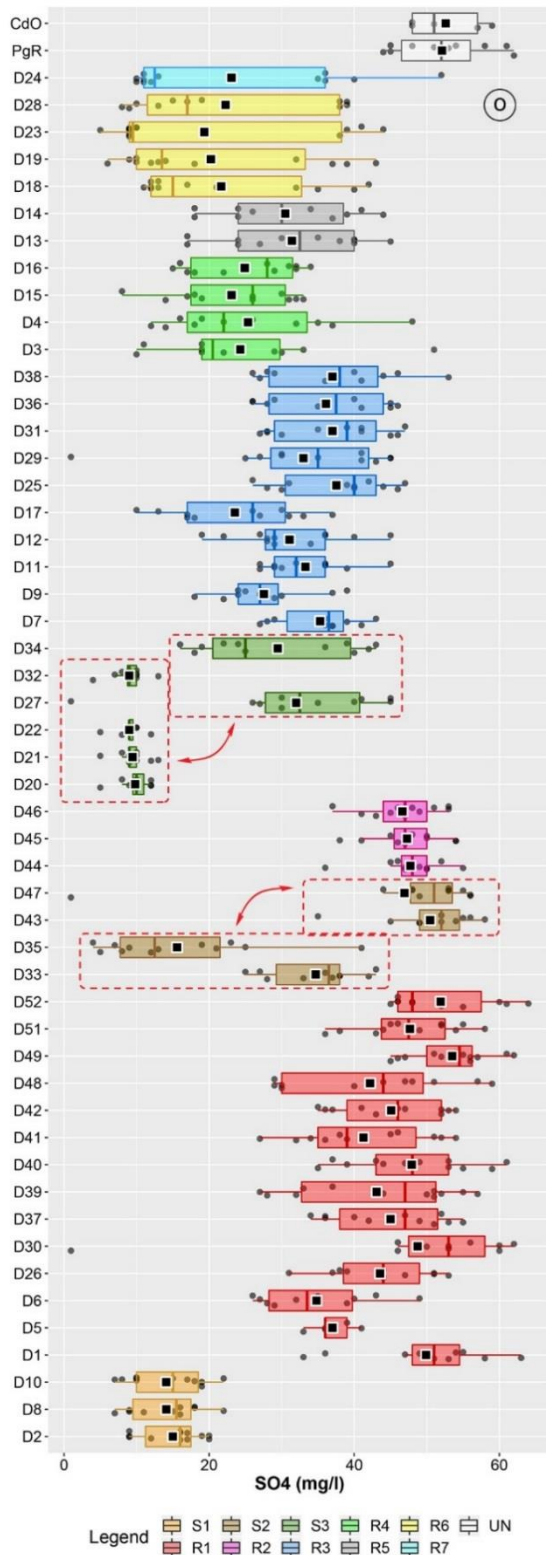 CdO
PgR
D24
D28
O
D23
D19
D18
D14
D13
D16
D15
D4
D3
D38
D36
D31
D29
D25
D17
D12
D11
D9
D7
D34
D32
D27
D22
D21
D20
D46
D45
D44
D47
D43
D35
D33
D52
D51
D49
D48
D42
D41
D40
D39
D37
D30
D26
D6
D5
D1
D10
D8
D2
0 20 40 60
SO4 (mg/l)
Legend
S1 S2 S3 R4 R6 UN
R1 R2 R3 R5 R7